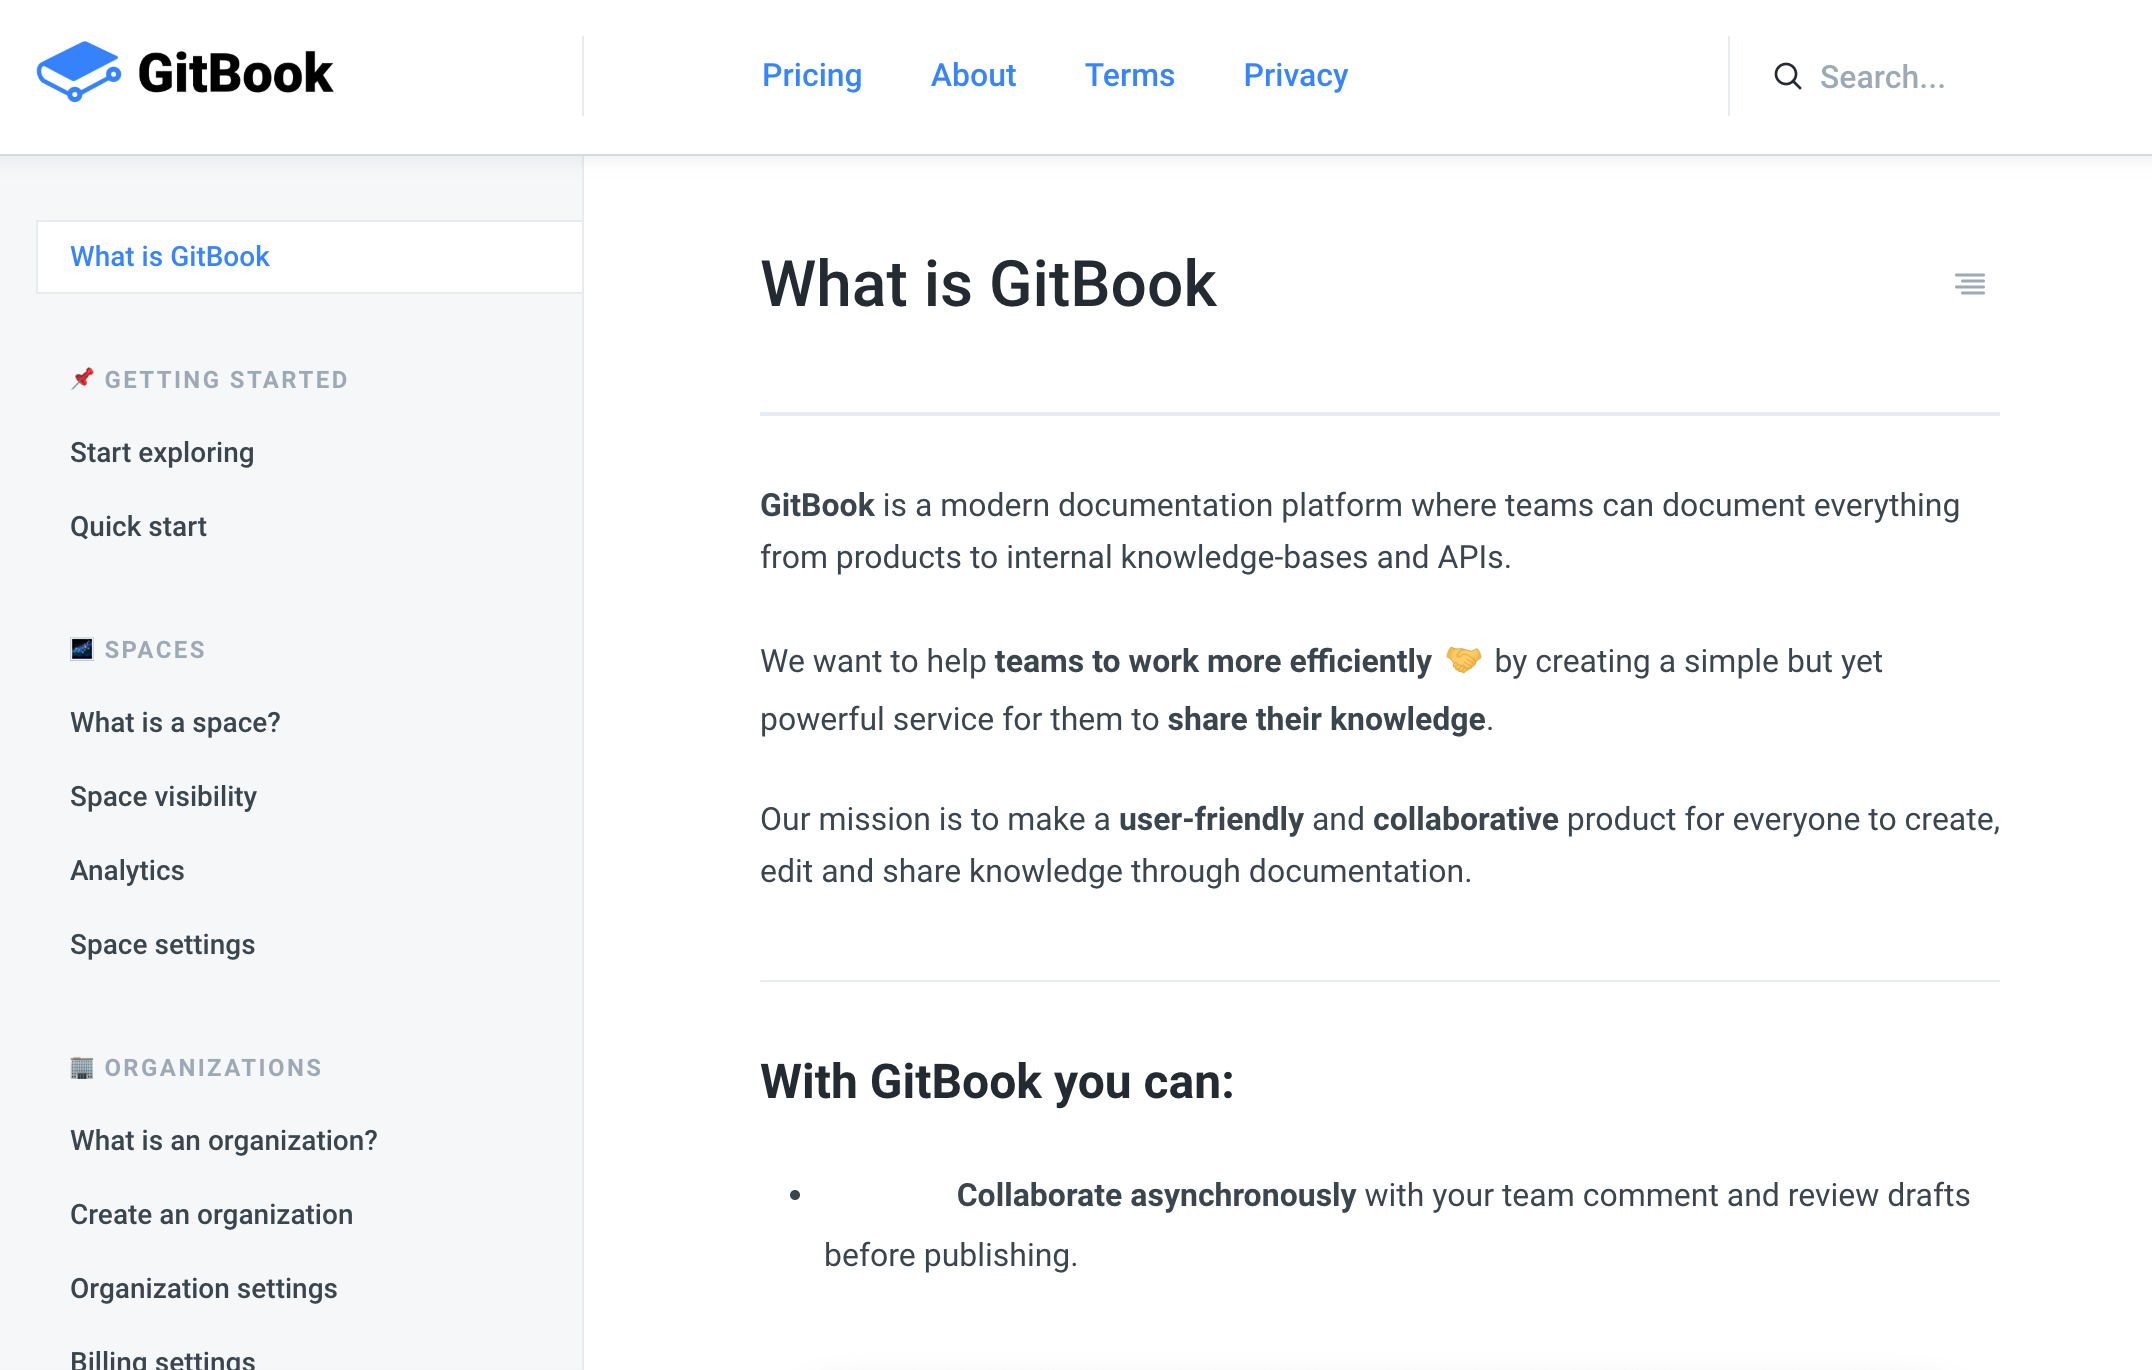 GitBook
Pricing About Terms Privacy
Search...
What is GitBook
GETTING STARTED
Start exploring
Quick start
SPACES
What is a space?
Space visibility
Analytics
Space settings
ORGANIZATIONS
What is an organization?
Create an organization
Organization settings
Billing settings
What is GitBook
GitBook is a modern documentation platform where teams can document everything
from products to internal knowledge-bases and APIs.
We want to help teams to work more efficiently 🤝 by creating a simple but yet
powerful service for them to share their knowledge.
Our mission is to make a user-friendly and collaborative product for everyone to create,
edit and share knowledge through documentation.
With GitBook you can:
• Collaborate asynchronously with your team comment and review drafts
before publishing.